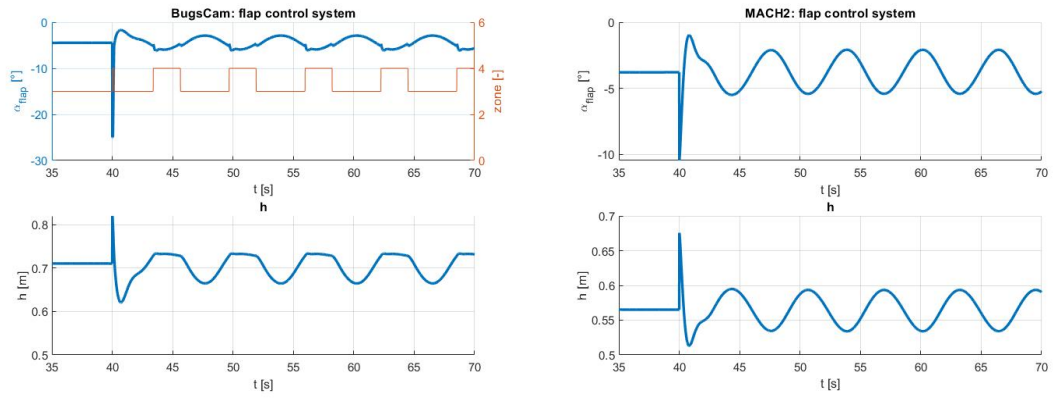 BugsCam: flap control system
0
-10
-20
-30
α flap [°]
6
4
2
0
zone [-]
35 40 45 50 55 60 65 70
t [s]
h
0.8
0.7
0.6
0.5
h [m]
35 40 45 50 55 60 65 70
t [s]
MACH2: flap control system
0
-5
-10
α flap [°]
35 40 45 50 55 60 65 70
t [s]
h
0.7
0.65
0.6
0.55
0.5
h [m]
35 40 45 50 55 60 65 70
t [s]